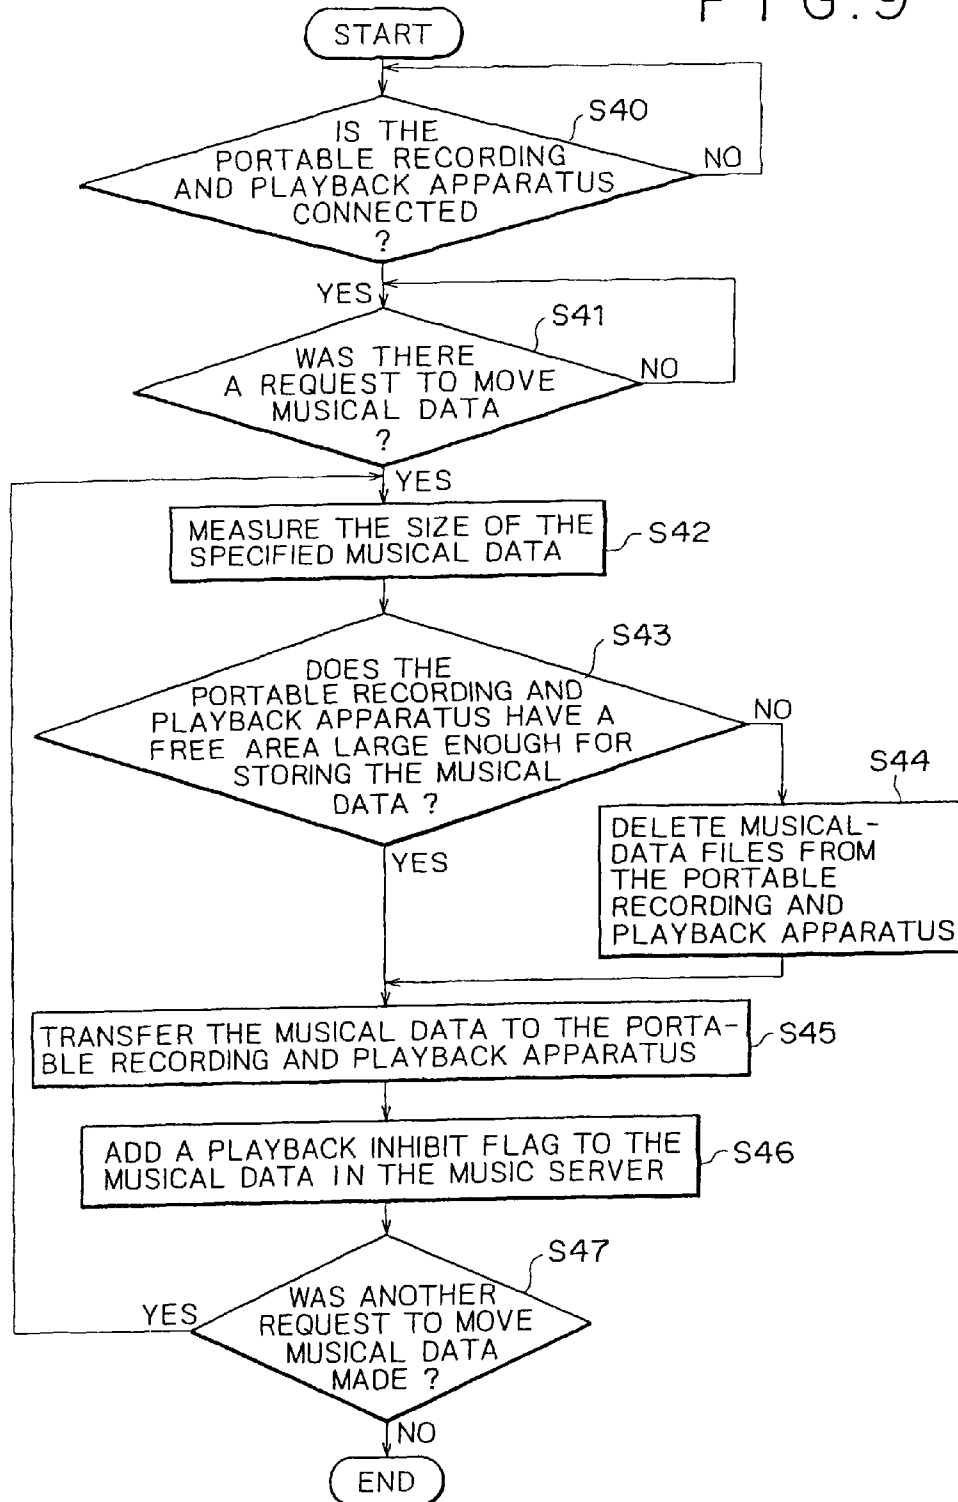 FIG.9
START
S40
IS THE
PORTABLE RECORDING
AND PLAYBACK APPARATUS
CONNECTED
?
NO
YES
S41
WAS THERE
A REQUEST TO MOVE
MUSICAL DATA
?
NO
YES
MEASURE THE SIZE OF THE
SPECIFIED MUSICAL DATA
S42
S43
DOES THE
PORTABLE RECORDING AND
PLAYBACK APPARATUS HAVE A
FREE AREA LARGE ENOUGH FOR
STORING THE MUSICAL
DATA ?
NO
YES
S44
DELETE MUSICAL-
DATA FILES FROM
THE PORTABLE
RECORDING AND
PLAYBACK APPARATUS
TRANSFER THE MUSICAL DATA TO THE PORTA-
BLE RECORDING AND PLAYBACK APPARATUS
S45
ADD A PLAYBACK INHIBIT FLAG TO THE
MUSICAL DATA IN THE MUSIC SERVER
S46
S47
WAS ANOTHER
REQUEST TO MOVE
MUSICAL DATA
MADE ?
YES
NO
END